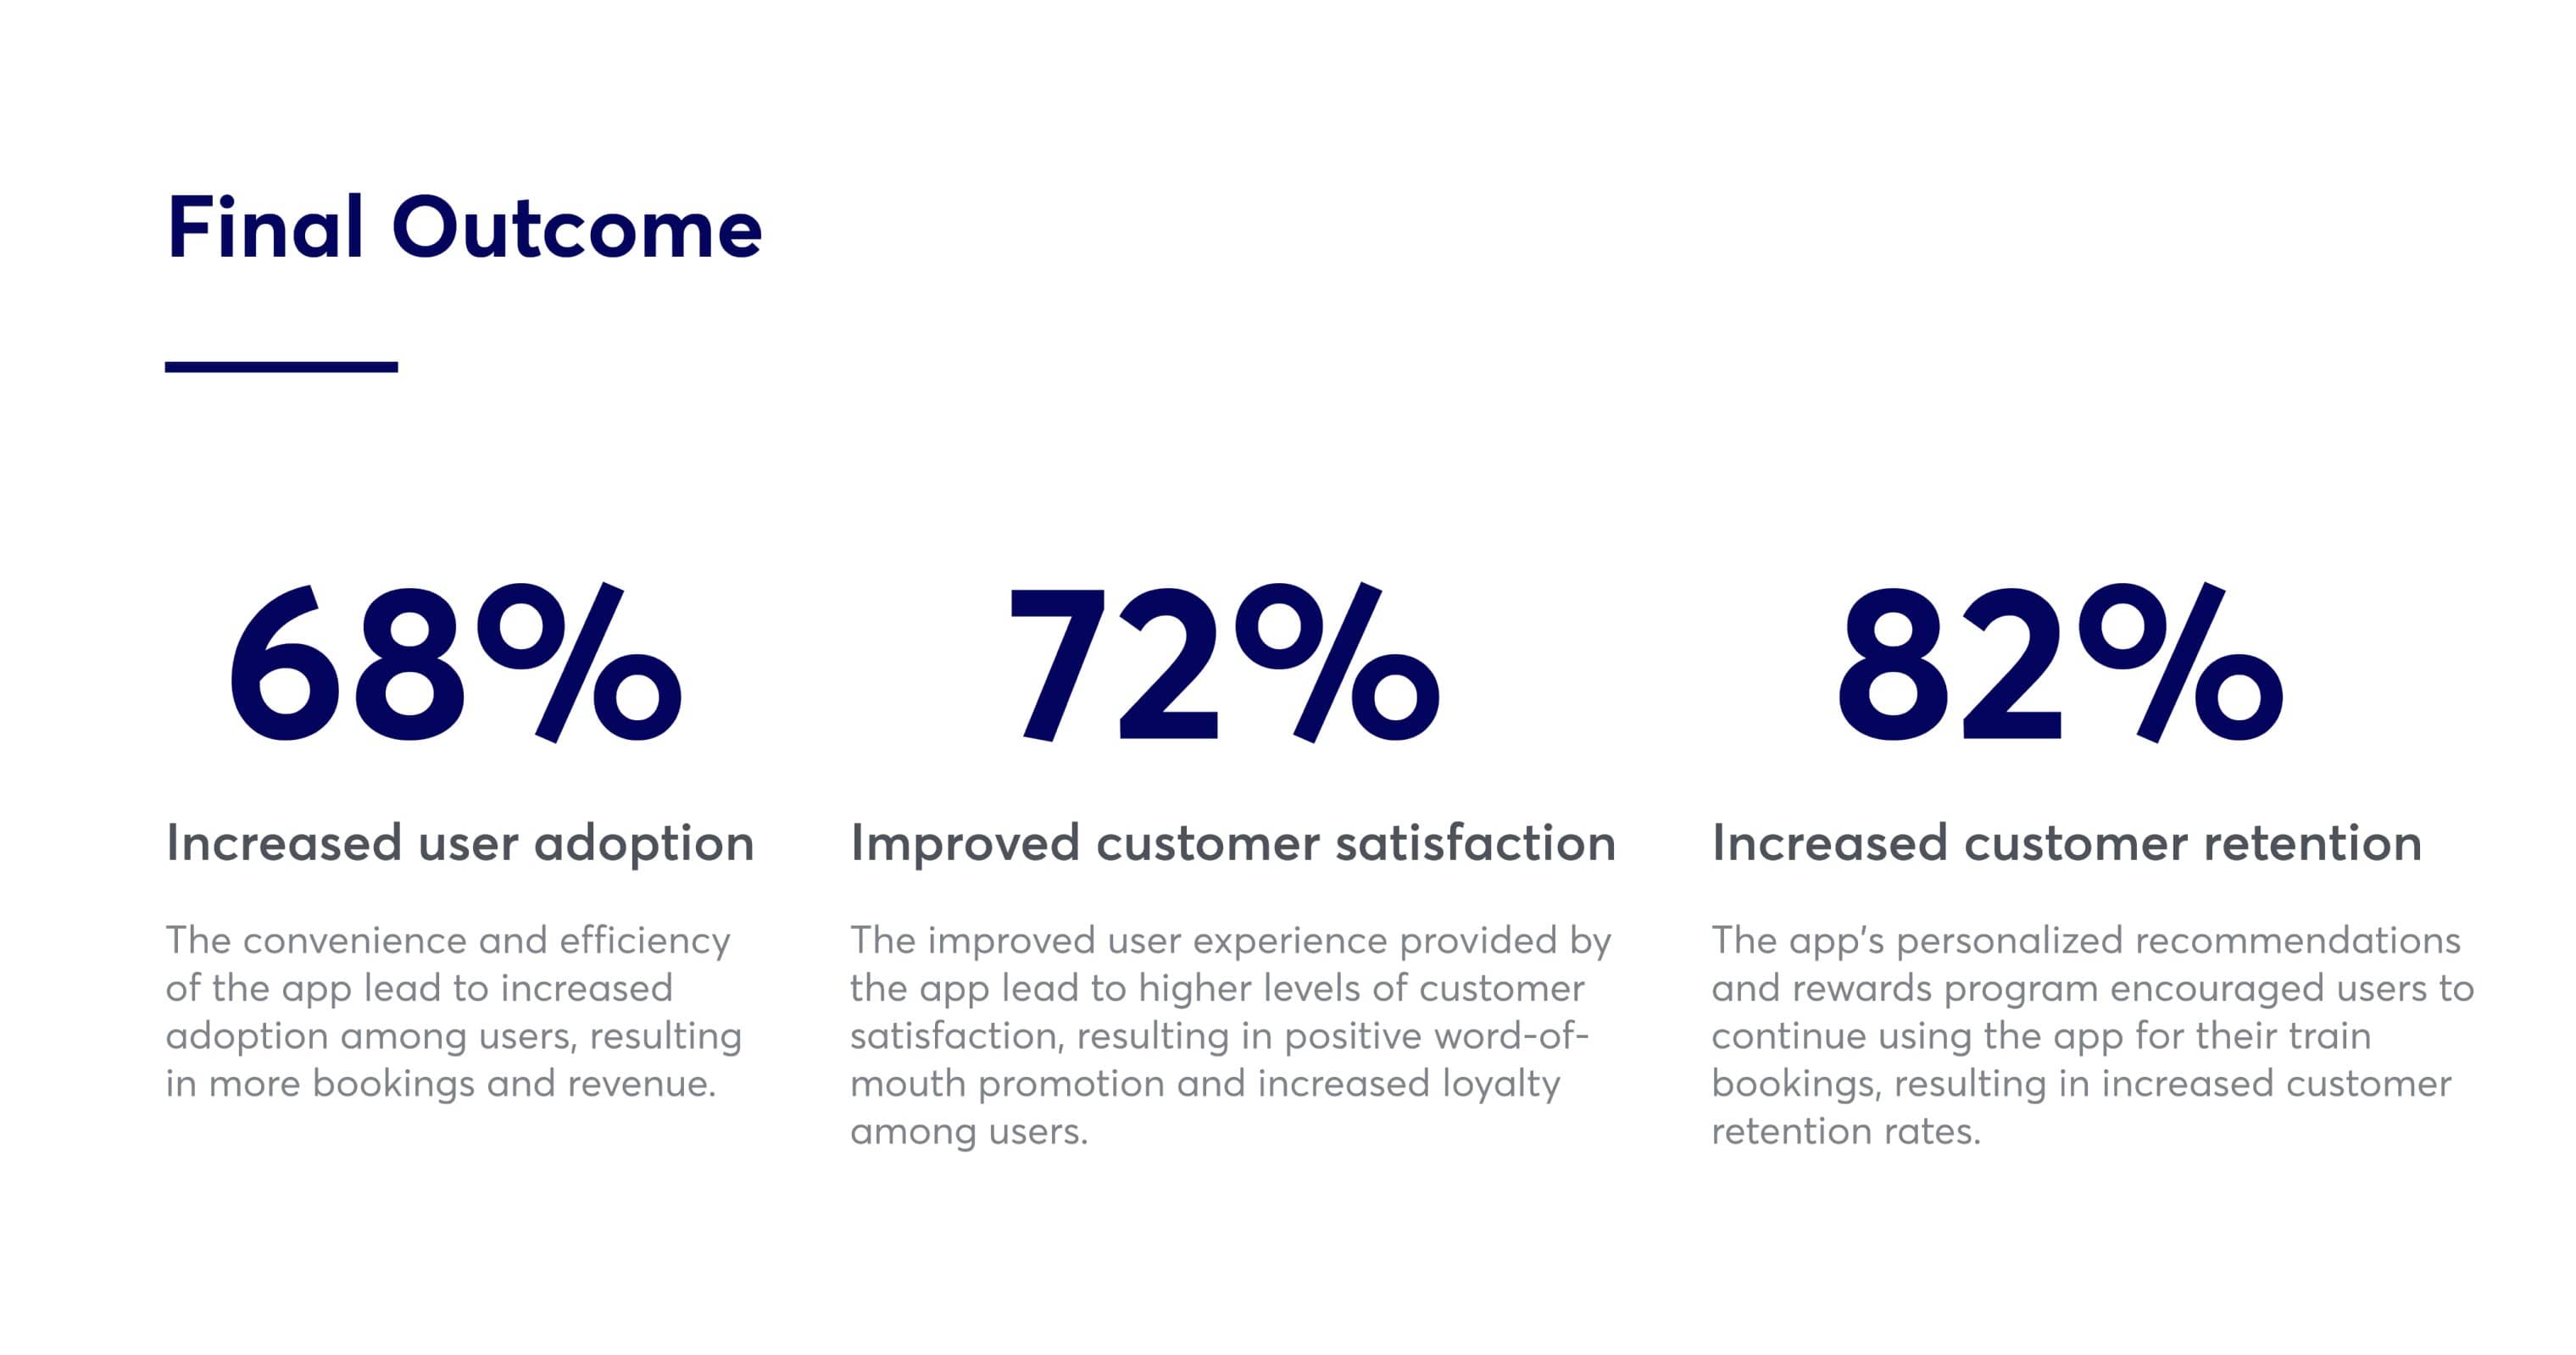 Final Outcome
68%
Increased user adoption
The convenience and efficiency
of the app lead to increased
adoption among users, resulting
in more bookings and revenue.
72%
Improved customer satisfaction
The improved user experience provided by
the app lead to higher levels of customer
satisfaction, resulting in positive word-of-
mouth promotion and increased loyalty
among users.
82%
Increased customer retention
The app's personalized recommendations
and rewards program encouraged users to
continue using the app for their train
bookings, resulting in increased customer
retention rates.